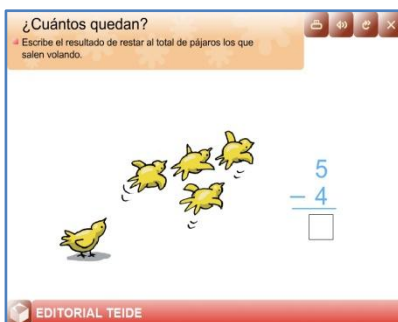 ¿Cuántos quedan?
Escribe el resultado de restar al total de pájaros los que
salen volando.
5
− 4
EDITORIAL TEIDE